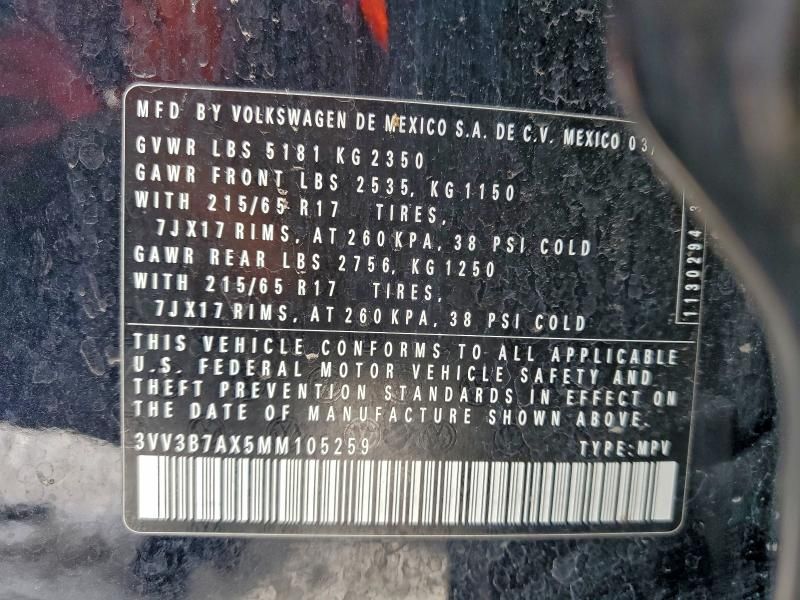 MFD BY VOLKSWAGEN DE MEXICO S.A. DE C.V. MEXICO 03/
GVWR LBS 5181 KG 2350
GAWR FRONT LBS 2535, KG 1150
WITH 215/65 R17 TIRES,
7JX17 RIMS, AT 260 KPA, 38 PSI COLD
GAWR REAR LBS 2756, KG 1250
WITH 215/65 R17 TIRES,
7JX17 RIMS, AT 260 KPA, 38 PSI COLD
1130294 3
THIS VEHICLE CONFORMS TO ALL APPLICABLE
U.S. FEDERAL MOTOR VEHICLE SAFETY AND
THEFT PREVENTION STANDARDS IN EFFECT ON
THE DATE OF MANUFACTURE SHOWN ABOVE.
3VV3B7AX5MM105259 TYPE:MPV